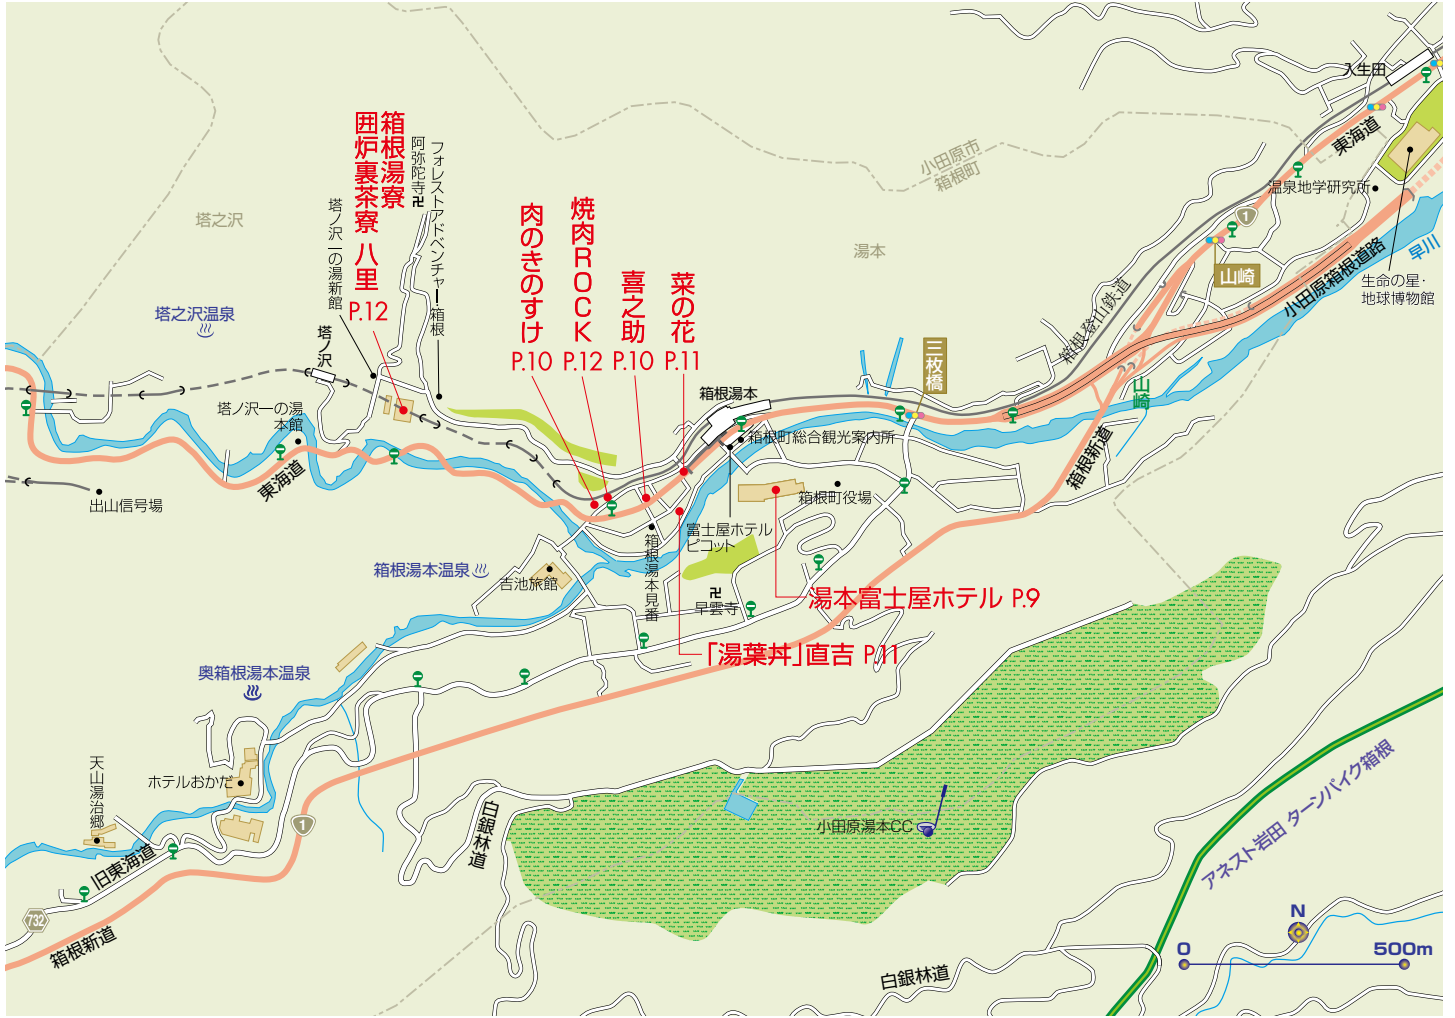 入生田
東海道
小田原市
箱根町
温泉地学研究所
1
早川
生命の星・
地球博物館
小田原箱根道路
山崎
箱根登山鉄道
山崎
箱根新道
湯本
塔之沢
箱根湯寮
囲炉裏茶寮 八里
P.12
阿弥陀寺
卍
フォレストアドベンチャー・箱根
塔ノ沢 一の湯新館
肉のきのすけ
P.10
焼肉ROCK
P.12
喜之助
P.10
菜の花
P.11
三枚橋
塔之沢温泉
塔ノ沢
塔ノ沢一の湯
本館
東海道
箱根湯本
箱根町総合観光案内所
箱根町役場
富士屋ホテル
ピコット
出山信号場
箱根湯本温泉
吉池旅館
箱根湯本見番
卍
早雲寺
湯本富士屋ホテル P.9
「湯葉丼」直吉 P.11
奥箱根湯本温泉
天山湯治郷
ホテルおかだ
1
旧東海道
732
箱根新道
白銀林道
小田原湯本CC
アネスト岩田 ターンパイク箱根
白銀林道
N
0
500m